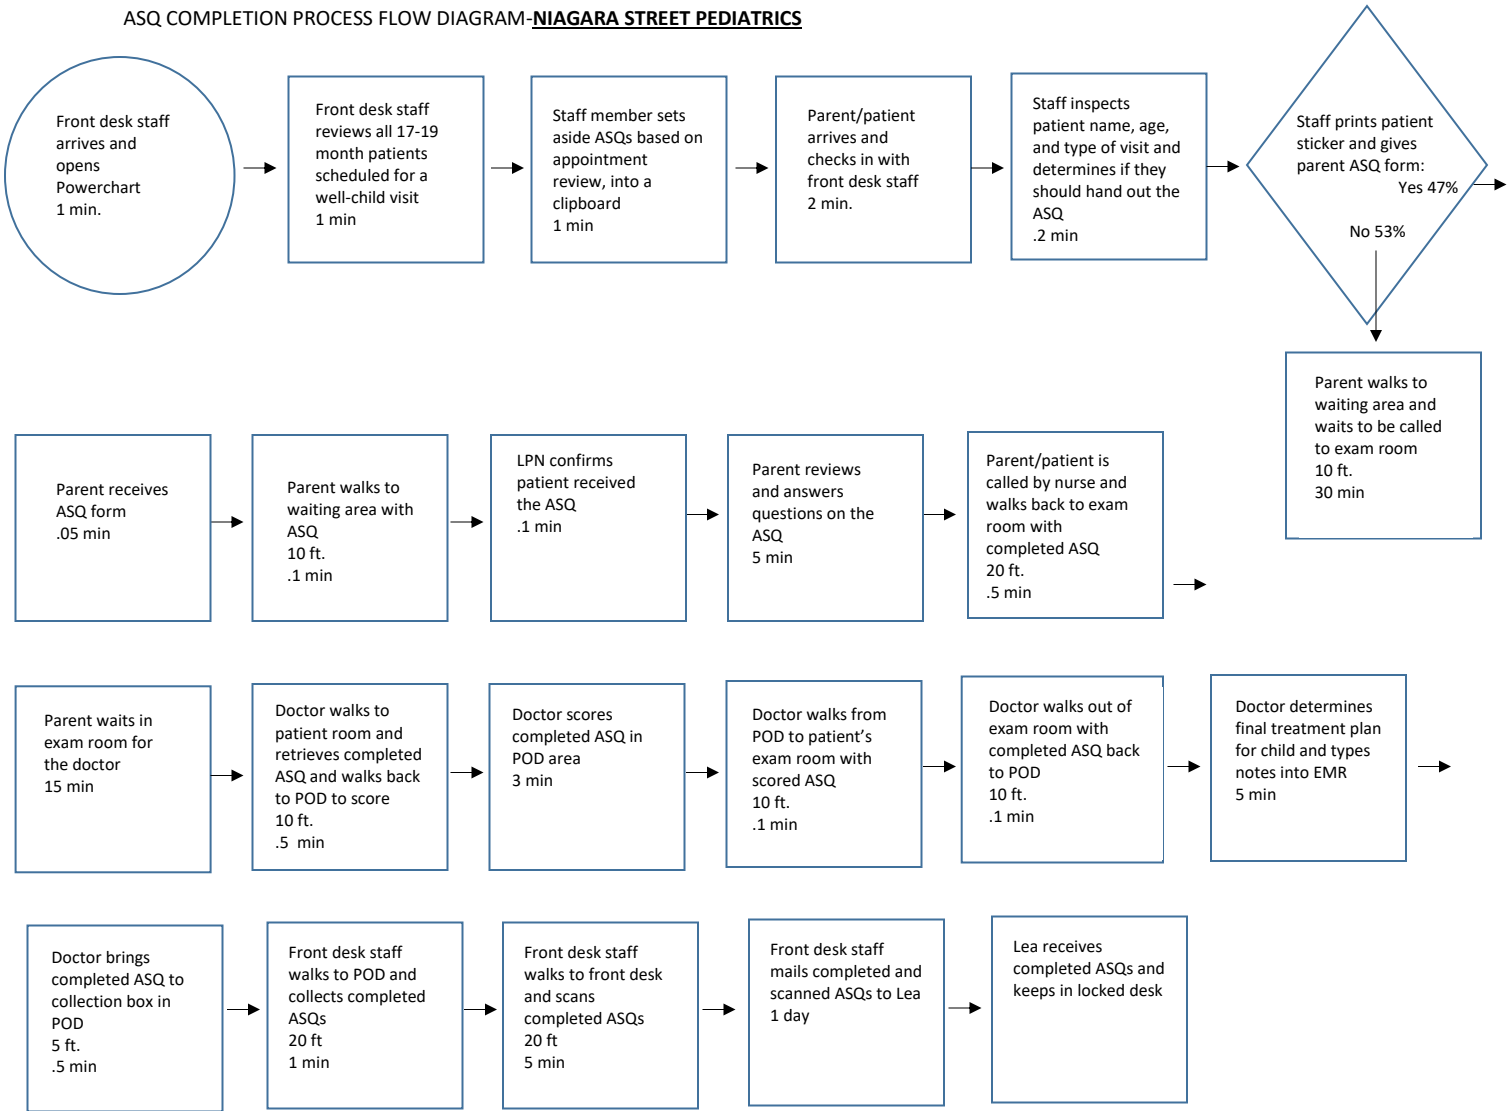 ASQ COMPLETION PROCESS FLOW DIAGRAM-NIAGARA STREET PEDIATRICS
Front desk staff
arrives and
opens
Powerchart
1 min.
Front desk staff
reviews all 17-19
month patients
scheduled for a
well-child visit
1 min
Staff member sets
aside ASQs based on
appointment
review, into a
clipboard
1 min
Parent/patient
arrives and
checks in with
front desk staff
2 min.
Staff inspects
patient name, age,
and type of visit and
determines if they
should hand out the
ASQ
.2 min
Staff prints patient
sticker and gives
parent ASQ form:
Yes 47%
No 53%
Parent walks to
waiting area and
waits to be called
to exam room
10 ft.
30 min
Parent receives
ASQ form
.05 min
Parent walks to
waiting area with
ASQ
10 ft.
.1 min
LPN confirms
patient received
the ASQ
.1 min
Parent reviews
and answers
questions on the
ASQ
5 min
Parent/patient is
called by nurse and
walks back to exam
room with
completed ASQ
20 ft.
.5 min
Parent waits in
exam room for
the doctor
15 min
Doctor walks to
patient room and
retrieves completed
ASQ and walks back
to POD to score
10 ft.
.5 min
Doctor scores
completed ASQ in
POD area
3 min
Doctor walks from
POD to patient’s
exam room with
scored ASQ
10 ft.
.1 min
Doctor walks out of
exam room with
completed ASQ back
to POD
10 ft.
.1 min
Doctor determines
final treatment plan
for child and types
notes into EMR
5 min
Doctor brings
completed ASQ to
collection box in
POD
5 ft.
.5 min
Front desk staff
walks to POD and
collects completed
ASQs
20 ft
1 min
Front desk staff
walks to front desk
and scans
completed ASQs
20 ft
5 min
Front desk staff
mails completed and
scanned ASQs to Lea
1 day
Lea receives
completed ASQs and
keeps in locked desk